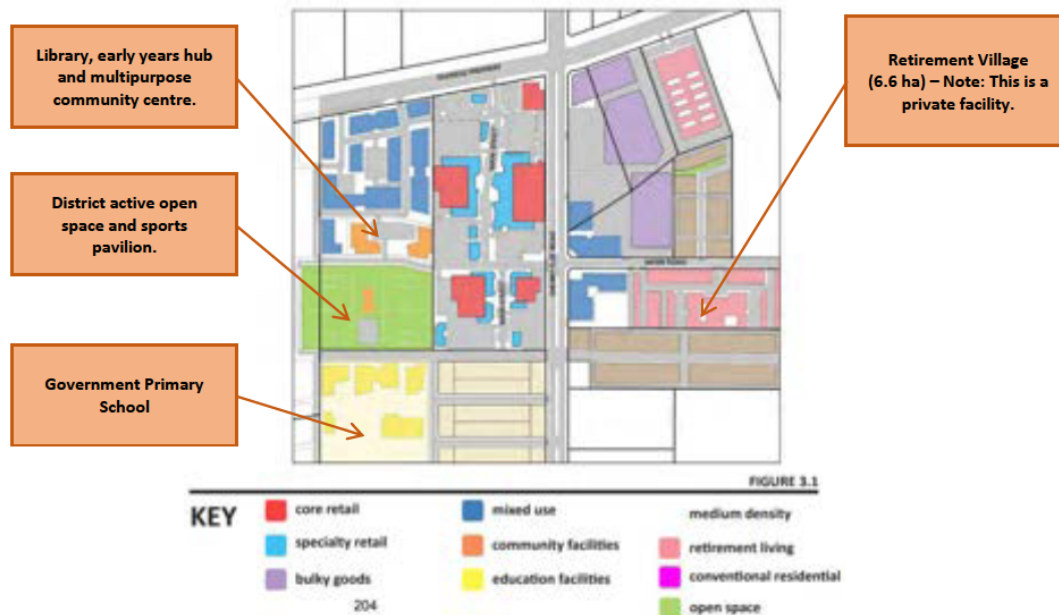 Library, early years hub
and multipurpose
community centre.
District active open
space and sports
pavilion.
Government Primary
School
Retirement Village
(6.6 ha) – Note: This is a
private facility.
FIGURE 3.1
KEY
core retail
specialty retail
bulky goods
mixed use
community facilities
education facilities
medium density
retirement living
conventional residential
open space
204